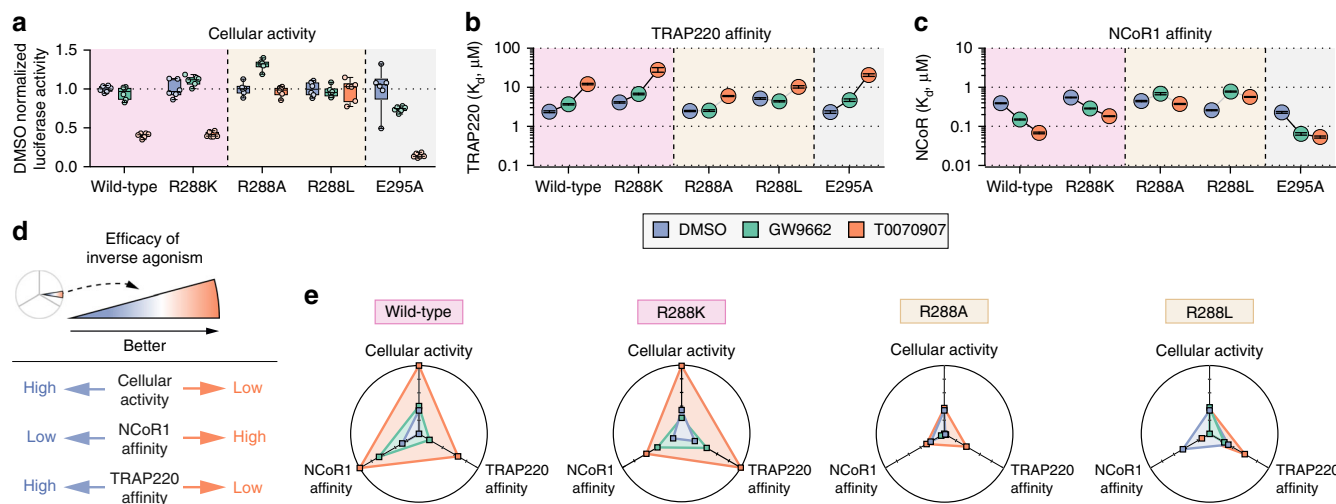 a
Cellular activity
DMSO normalized
luciferase activity
1.5
1.0
0.5
0.0
Wild-type
R288K
R288A
R288L
E295A
b
TRAP220 affinity
TRAP220 (Kd, μM)
100
10
1
0.1
Wild-type
R288K
R288A
R288L
E295A
c
NCoR1 affinity
NCoR (Kd, μM)
10
1
0.1
0.01
Wild-type
R288K
R288A
R288L
E295A
DMSO GW9662 T0070907
d
Efficacy of
inverse agonism
Better
High Cellular activity Low
Low NCoR1 affinity High
High TRAP220 affinity Low
e
Wild-type
Cellular activity
NCoR1
affinity
TRAP220
affinity
R288K
Cellular activity
NCoR1
affinity
TRAP220
affinity
R288A
Cellular activity
NCoR1
affinity
TRAP220
affinity
R288L
Cellular activity
NCoR1
affinity
TRAP220
affinity